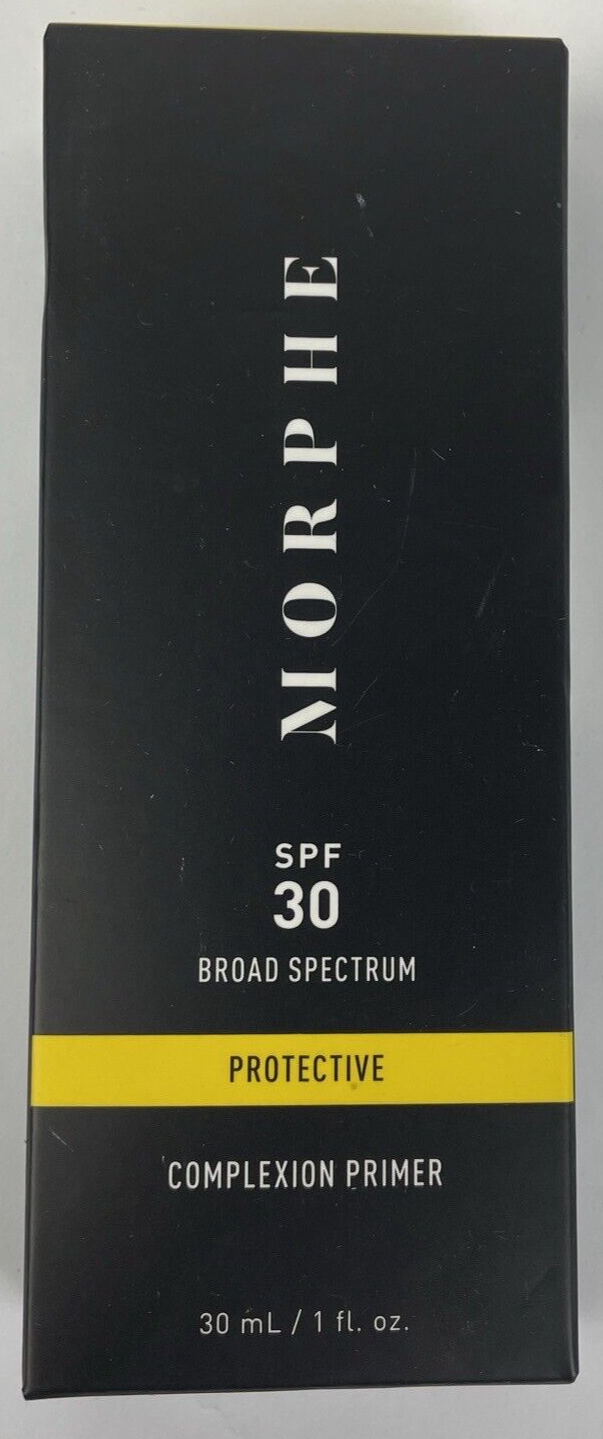 MORPHE
SPF
30
BROAD SPECTRUM
PROTECTIVE
COMPLEXION PRIMER
30 mL / 1 fl. oz.